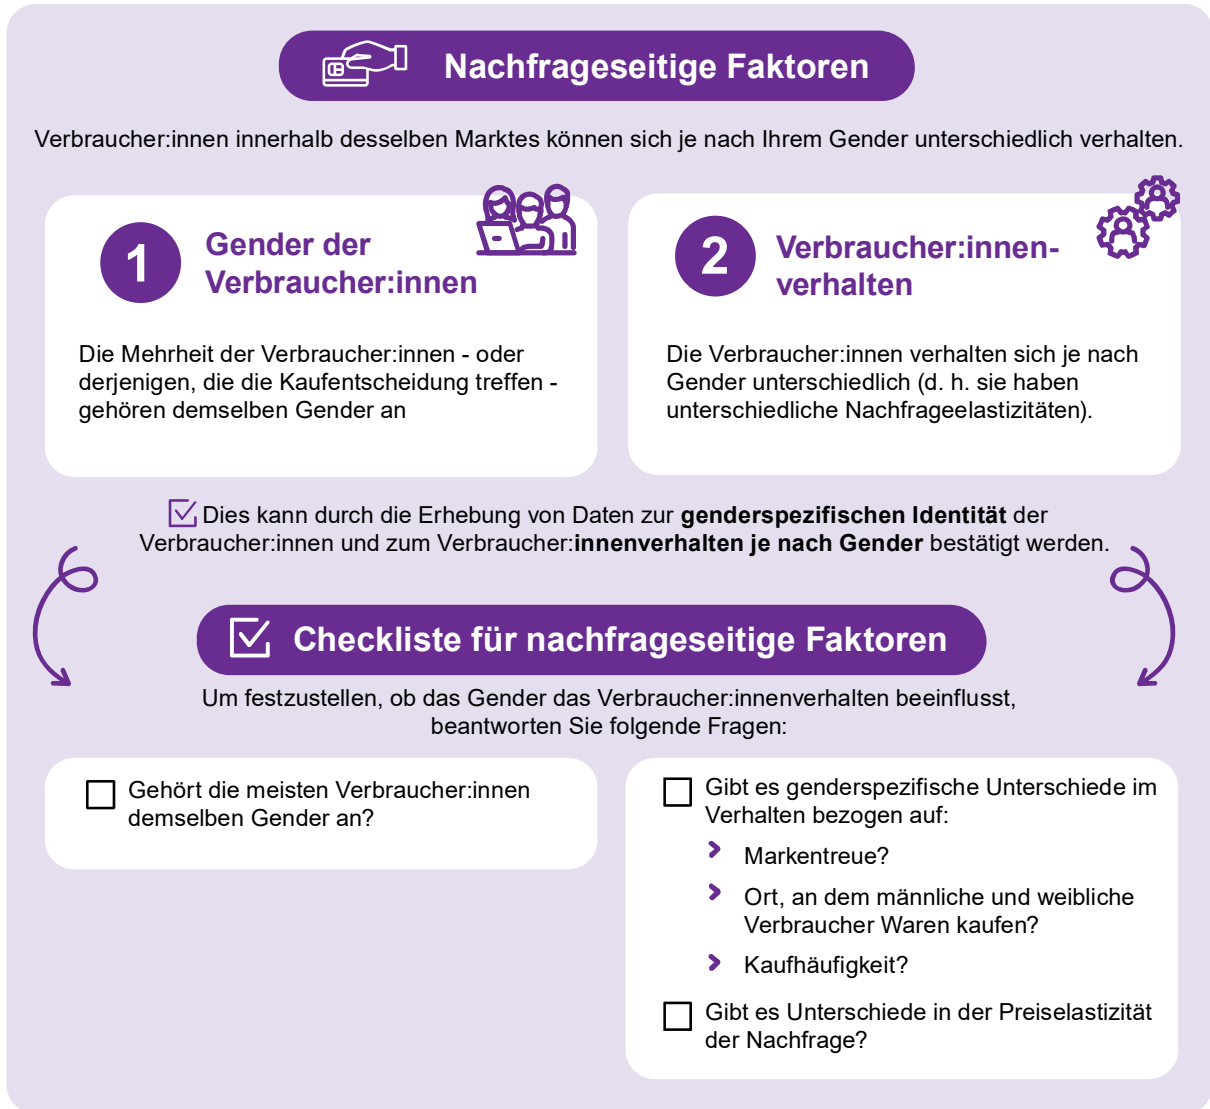 Nachfrageseitige Faktoren
Verbraucher:innen innerhalb desselben Marktes können sich je nach Ihrem Gender unterschiedlich verhalten.
1
Gender der
Verbraucher:innen
Die Mehrheit der Verbraucher:innen - oder
derjenigen, die die Kaufentscheidung treffen -
gehören demselben Gender an
2
Verbraucher:innen-
verhalten
Die Verbraucher:innen verhalten sich je nach
Gender unterschiedlich (d. h. sie haben
unterschiedliche Nachfrageelastizitäten).
Dies kann durch die Erhebung von Daten zur genderspezifischen Identität der
Verbraucher:innen und zum Verbraucher:innenverhalten je nach Gender bestätigt werden.
Checkliste für nachfrageseitige Faktoren
Um festzustellen, ob das Gender das Verbraucher:innenverhalten beeinflusst,
beantworten Sie folgende Fragen:
Gehört die meisten Verbraucher:innen
demselben Gender an?
Gibt es genderspezifische Unterschiede im
Verhalten bezogen auf:
Markentreue?
Ort, an dem männliche und weibliche
Verbraucher Waren kaufen?
Kaufhäufigkeit?
Gibt es Unterschiede in der Preiselastizität
der Nachfrage?